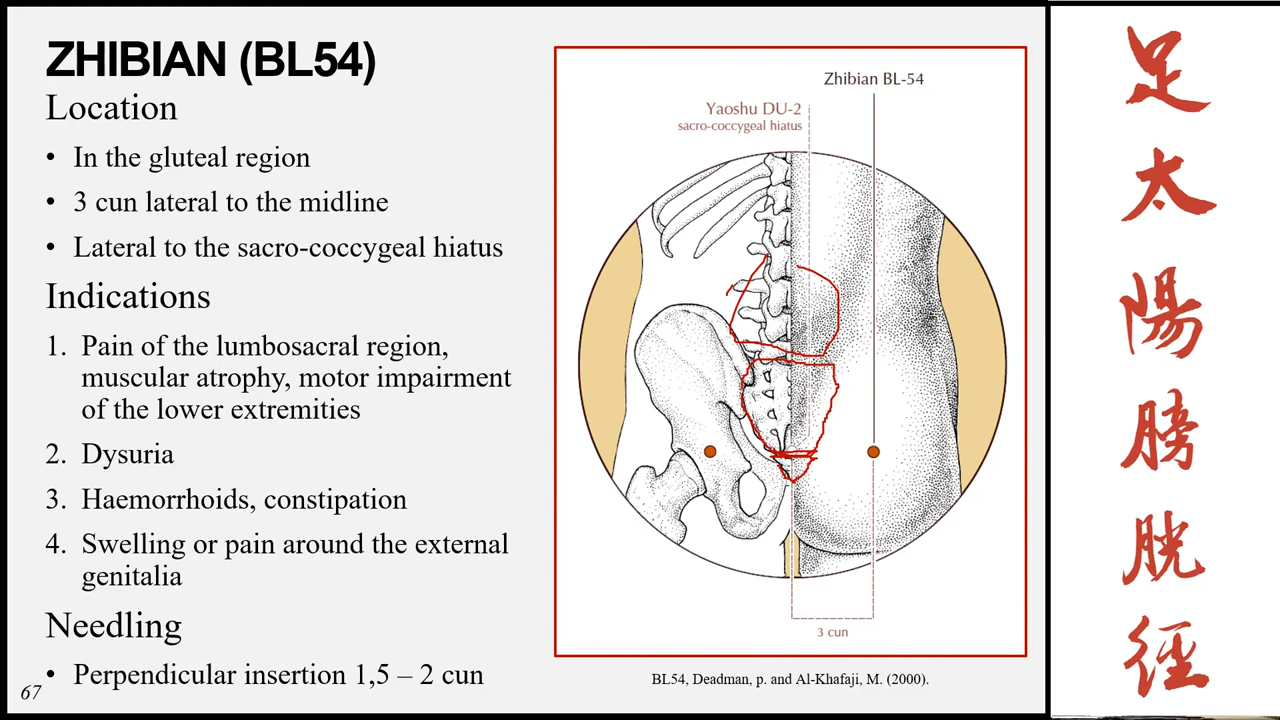 ZHIBIAN (BL54)
Location
• In the gluteal region
• 3 cun lateral to the midline
• Lateral to the sacro-coccygeal hiatus
Indications
1. Pain of the lumbosacral region,
muscular atrophy, motor impairment
of the lower extremities
2. Dysuria
3. Haemorrhoids, constipation
4. Swelling or pain around the external
genitalia
Needling
• Perpendicular insertion 1,5 – 2 cun
67
Zhibian BL-54
Yaoshu DU-2
sacro-coccygeal hiatus
3 cun
BL54, Deadman, p. and Al-Khafaji, M. (2000).
足
太
陽
膀
胱
徑